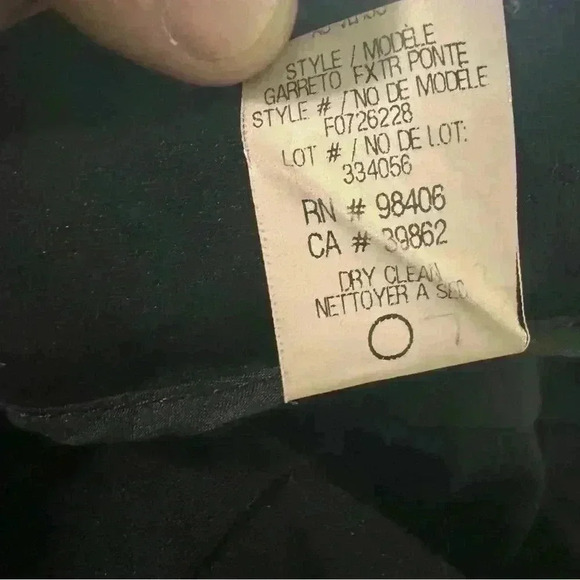 STYLE / MODÈLE
GARRETO FXTR PONTE
STYLE # / NO DE MODÈLE
F0726228
LOT # / NO DE LOT:
334056
RN # 98406
CA # 39862
DRY CLEAN
NETTOYER A SEC